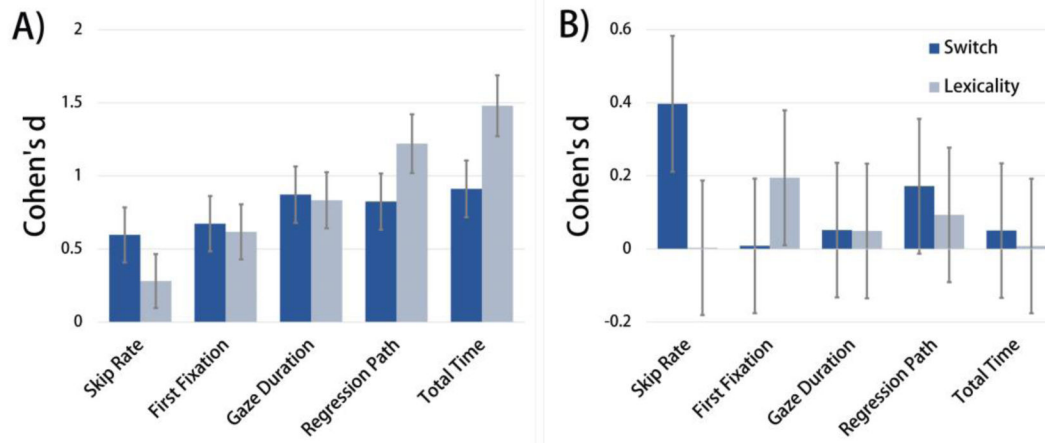 A)
Cohen's d
2
1.5
1
0.5
0
Skip Rate
First Fixation
Gaze Duration
Regression Path
Total Time
B)
Cohen's d
0.6
0.4
0.2
0
-0.2
Switch
Lexicality
Skip Rate
First Fixation
Gaze Duration
Regression Path
Total Time